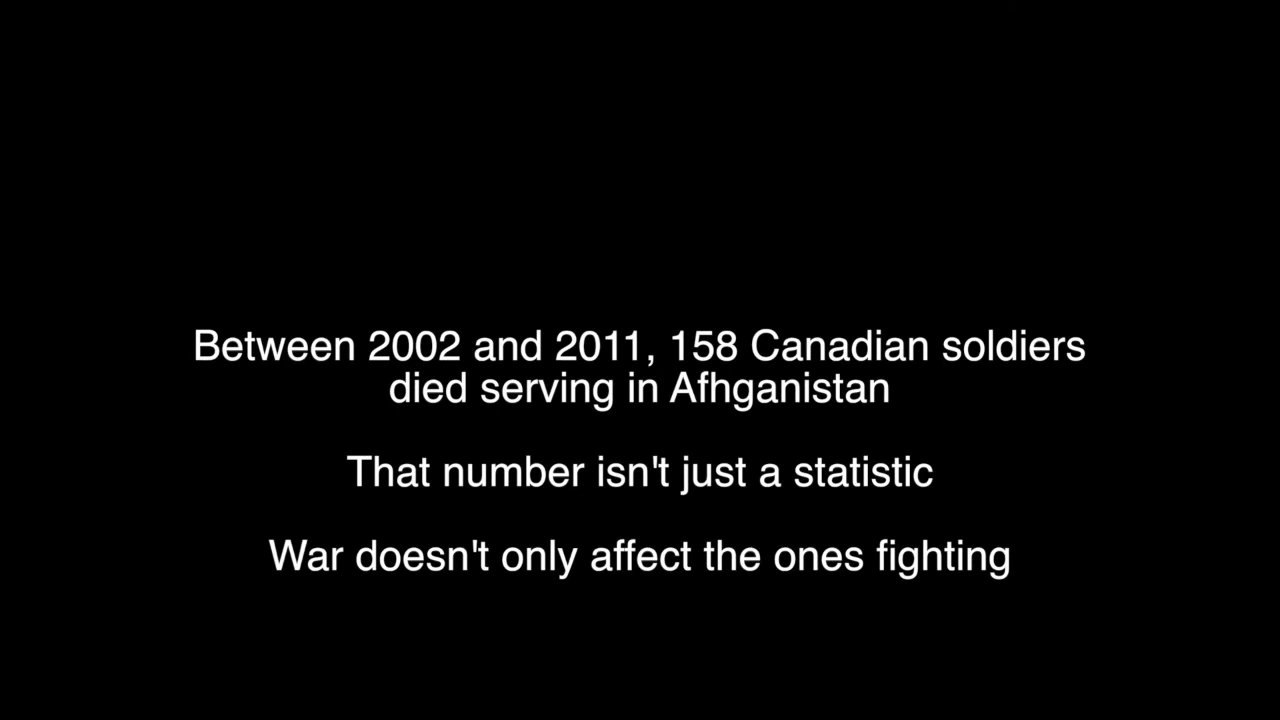 Between 2002 and 2011, 158 Canadian soldiers
died serving in Afhganistan
That number isn't just a statistic
War doesn't only affect the ones fighting